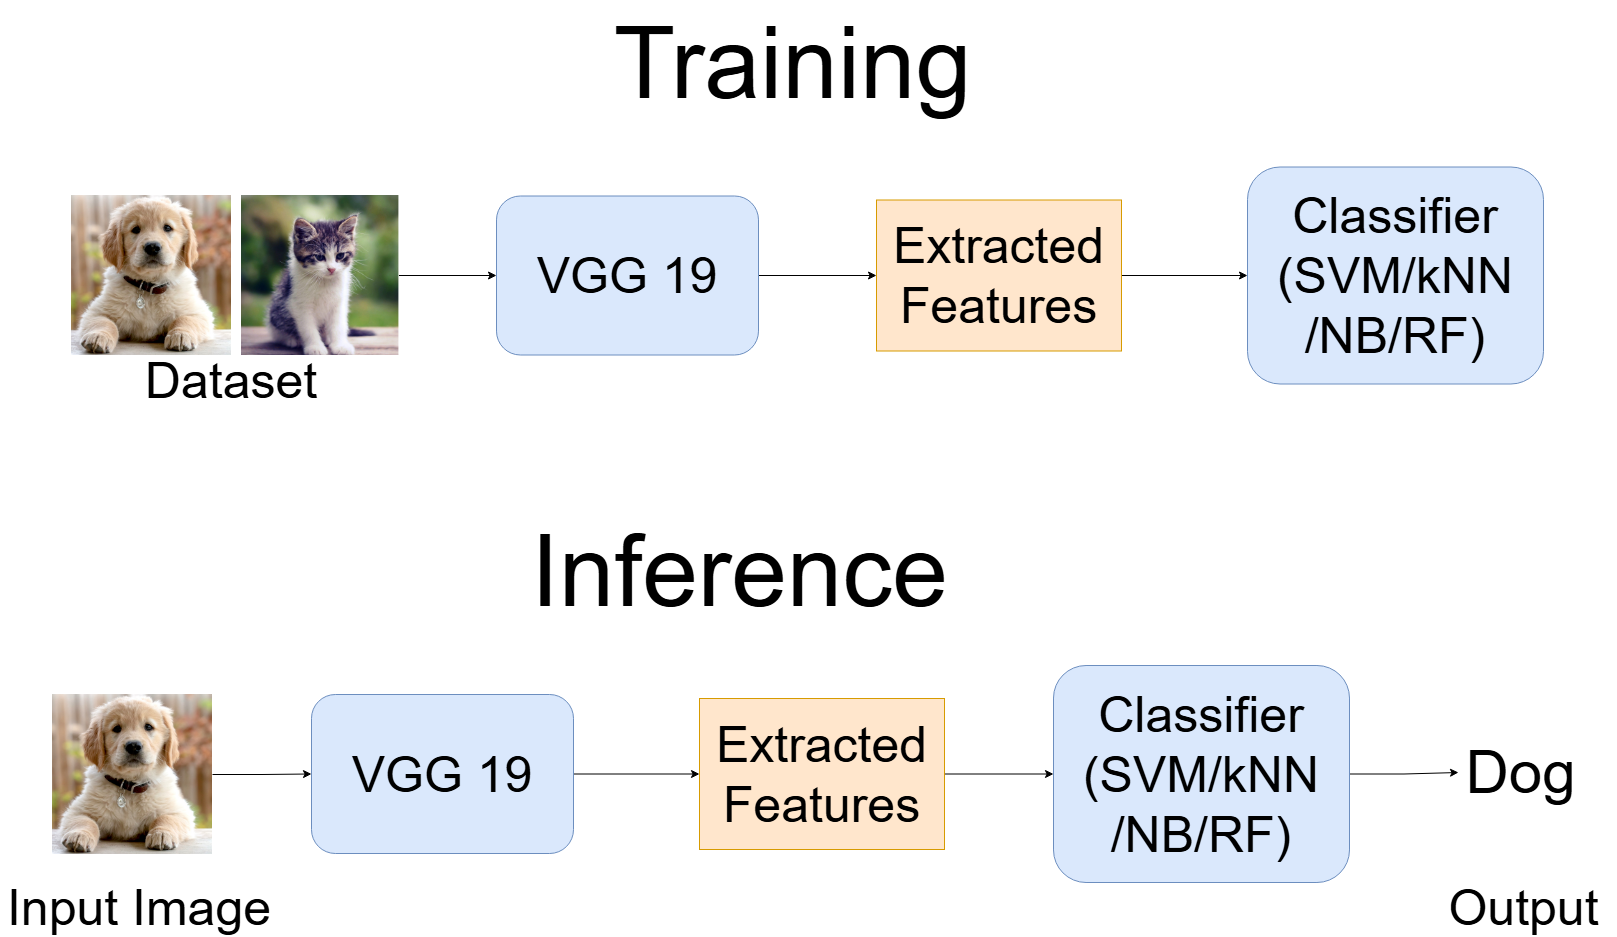 Training
Dataset
VGG 19
Extracted
Features
Classifier
(SVM/kNN
/NB/RF)
Inference
Input Image
VGG 19
Extracted
Features
Classifier
(SVM/kNN
/NB/RF)
Dog
Output